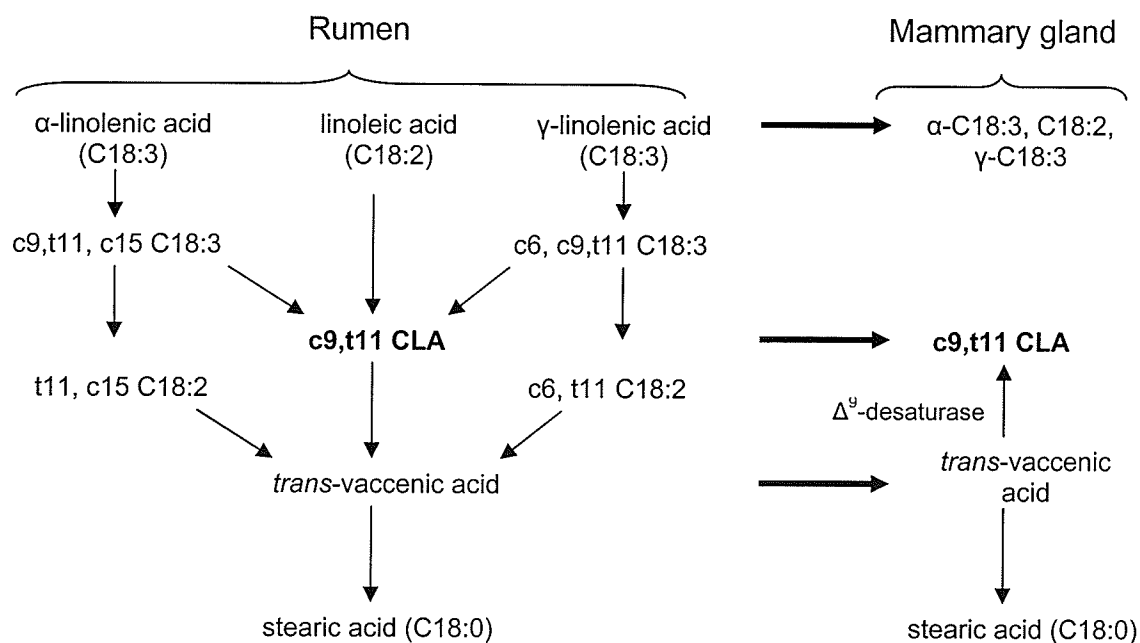 Rumen
Mammary gland
α-linolenic acid
(C18:3)
linoleic acid
(C18:2)
γ-linolenic acid
(C18:3)
α-C18:3, C18:2,
γ-C18:3
c9,t11, c15 C18:3
c6, c9,t11 C18:3
c9,t11 CLA
c9,t11 CLA
t11, c15 C18:2
c6, t11 C18:2
Δ⁹-desaturase
trans-vaccenic acid
trans-vaccenic
acid
stearic acid (C18:0)
stearic acid (C18:0)